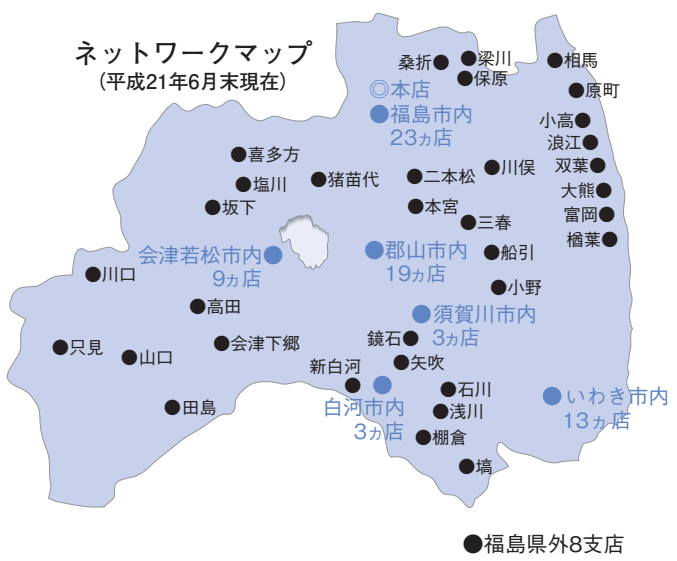 ネットワークマップ
(平成21年6月末現在)
◎本店
●福島市内
23ヵ店
●桑折
●梁川
●保原
●相馬
●原町
小高●
浪江●
双葉●
大熊●
富岡●
楢葉●
●喜多方
●塩川
●坂下
●猪苗代
●二本松
●川俣
●本宮
●三春
会津若松市内●
9ヵ店
●郡山市内
19ヵ店
●船引
●小野
●川口
●高田
●須賀川市内
3ヵ店
鏡石●
●矢吹
●只見
●山口
●会津下郷
新白河
●田島
白河市内
3ヵ店
●石川
●浅川
●棚倉
●塙
●いわき市内
13ヵ店
●福島県外8支店